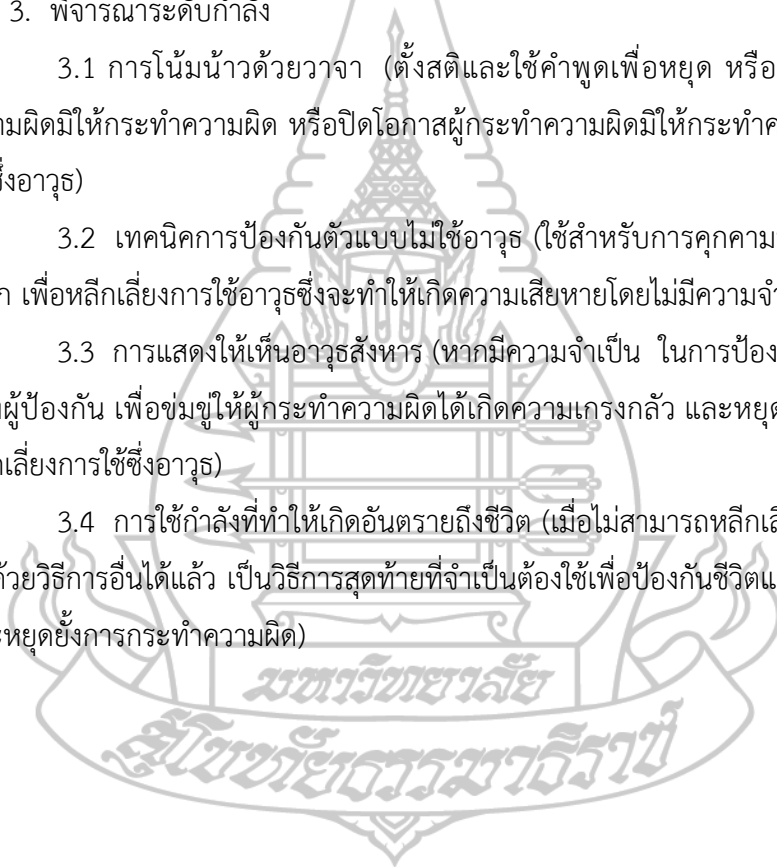 3. พิจารณาระดับกำลัง
3.1 การโน้มน้าวด้วยวาจา (ตั้งสติและใช้คำพูดเพื่อหยุด หรือ
ามผิดมิให้กระทำความผิด หรือปิดโอกาสผู้กระทำความผิดมิให้กระทำค
ซึ่งอาวุธ)
3.2 เทคนิคการป้องกันตัวแบบไม่ใช้อาวุธ (ใช้สำหรับการคุกคาม
ก เพื่อหลีกเลี่ยงการใช้อาวุธซึ่งจะทำให้เกิดความเสียหายโดยไม่มีความจำ
3.3 การแสดงให้เห็นอาวุธสังหาร (หากมีความจำเป็น ในการป้อง
ผู้ป้องกัน เพื่อข่มขู่ให้ผู้กระทำความผิดได้เกิดความเกรงกลัว และหยุด
เลี่ยงการใช้ซึ่งอาวุธ)
3.4 การใช้กำลังที่ทำให้เกิดอันตรายถึงชีวิต (เมื่อไม่สามารถหลีกเลี
ด้วยวิธีการอื่นได้แล้ว เป็นวิธีการสุดท้ายที่จำเป็นต้องใช้เพื่อป้องกันชีวิตแ
ะหยุดยั้งการกระทำความผิด)
มหาวิทยาลัย
สุโขทัยธรรมาธิราช